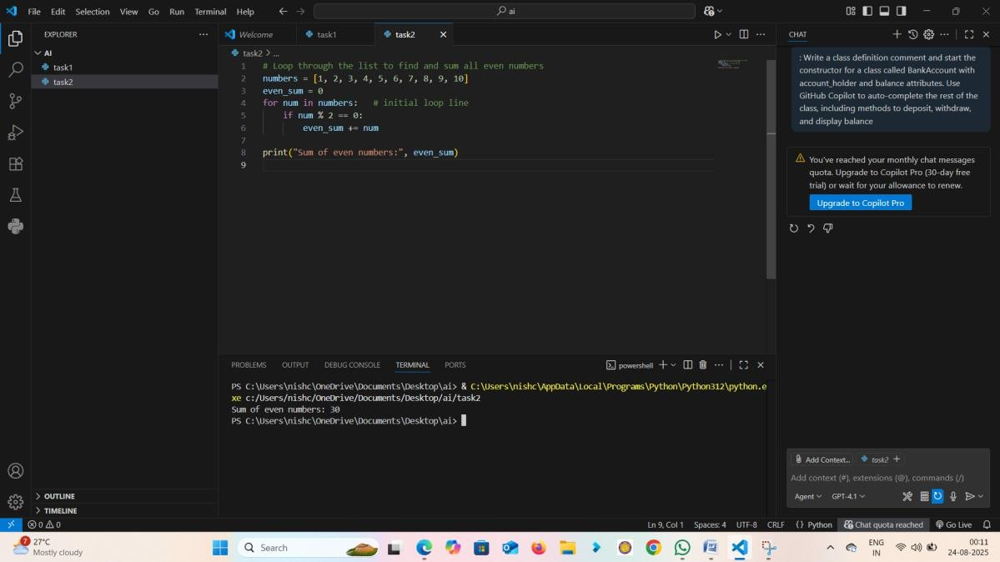 File Edit Selection View Go Run Terminal Help
ai
EXPLORER
AI
task1
task2
OUTLINE
TIMELINE
Welcome
task1
task2
task2 > ...
1 # Loop through the list to find and sum all even numbers
2 numbers = [1, 2, 3, 4, 5, 6, 7, 8, 9, 10]
3 even_sum = 0
4 for num in numbers: # initial loop line
5 if num % 2 == 0:
6 even_sum += num
7
8 print("Sum of even numbers:", even_sum)
9
PROBLEMS OUTPUT DEBUG CONSOLE TERMINAL PORTS
powershell
PS C:\Users\nishc\OneDrive\Documents\Desktop\ai> & C:\Users\nishc\AppData\Local\Programs\Python\Python312\python.e
xe c:/Users/nishc/OneDrive/Documents/Desktop/ai/task2
Sum of even numbers: 30
PS C:\Users\nishc\OneDrive\Documents\Desktop\ai>
CHAT
: Write a class definition comment and start the
constructor for a class called BankAccount with
account_holder and balance attributes. Use
GitHub Copilot to auto-complete the rest of the
class, including methods to deposit, withdraw,
and display balance
You've reached your monthly chat messages
quota. Upgrade to Copilot Pro (30-day free
trial) or wait for your allowance to renew.
Upgrade to Copilot Pro
Add Context... task2
Add context (#), extensions (@), commands (/)
Agent GPT-4.1
0 0
Ln 9, Col 1 Spaces: 4 UTF-8 CRLF {} Python Chat quota reached Go Live
7
27°C
Mostly cloudy
Search
ENG
IN
00:11
24-08-2025